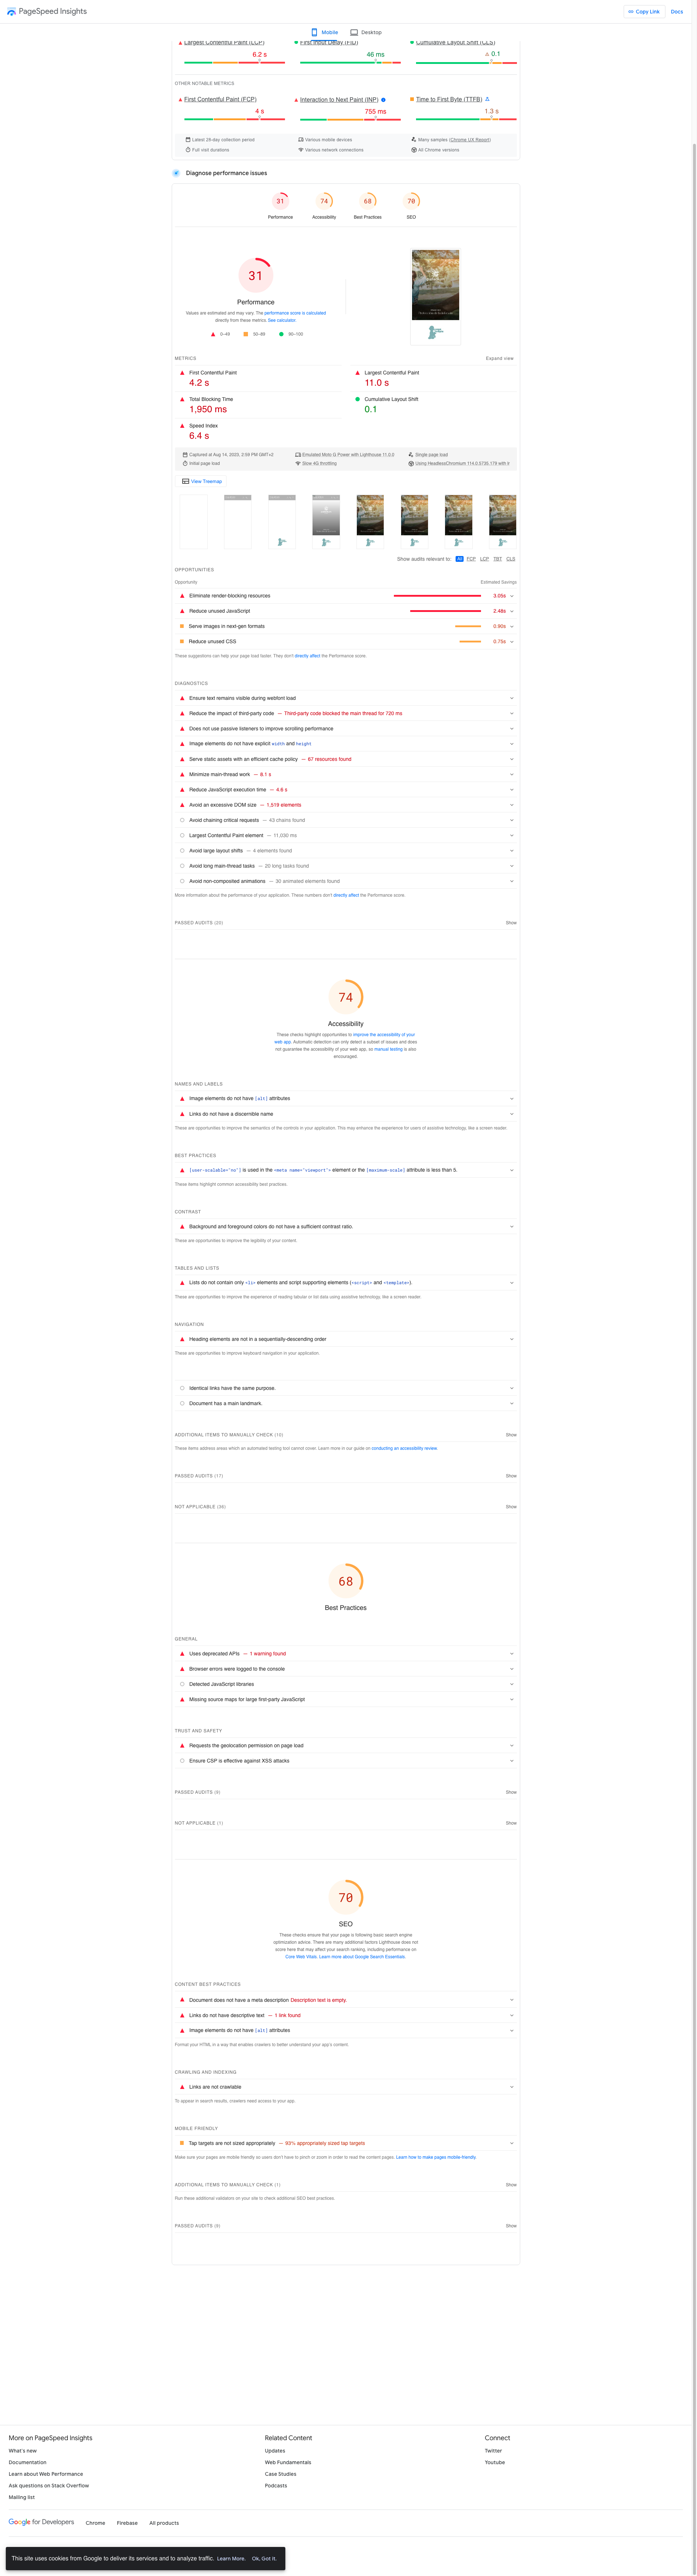 PageSpeed Insights
Copy Link
Docs
Mobile
Desktop
Largest Contentful Paint (LCP)
First Input Delay (FID)
Cumulative Layout Shift (CLS)
6.2 s
46 ms
0.1
OTHER NOTABLE METRICS
First Contentful Paint (FCP)
Interaction to Next Paint (INP)
Time to First Byte (TTFB)
4 s
755 ms
1.3 s
Latest 28-day collection period
Various mobile devices
Many samples (Chrome UX Report)
Full visit durations
Various network connections
All Chrome versions
Diagnose performance issues
31
74
68
70
Performance
Accessibility
Best Practices
SEO
31
Performance
Values are estimated and may vary. The performance score is calculated
directly from these metrics. See calculator.
0–49
50–89
90–100
METRICS
Expand view
First Contentful Paint
4.2 s
Largest Contentful Paint
11.0 s
Total Blocking Time
1,950 ms
Cumulative Layout Shift
0.1
Speed Index
6.4 s
Captured at Aug 14, 2023, 2:59 PM GMT+2
Emulated Moto G Power with Lighthouse 11.0.0
Single page load
Initial page load
Slow 4G throttling
Using HeadlessChromium 114.0.5735.179 with lr
View Treemap
Show audits relevant to:
All
FCP
LCP
TBT
CLS
OPPORTUNITIES
Opportunity
Estimated Savings
Eliminate render-blocking resources
3.09s
Reduce unused JavaScript
2.48s
Serve images in next-gen formats
0.90s
Reduce unused CSS
0.75s
These suggestions can help your page load faster. They don't directly affect the Performance score.
DIAGNOSTICS
Ensure text remains visible during webfont load
Reduce the impact of third-party code — Third-party code blocked the main thread for 720 ms
Does not use passive listeners to improve scrolling performance
Image elements do not have explicit width and height
Serve static assets with an efficient cache policy — 67 resources found
Minimize main-thread work — 8.1 s
Reduce JavaScript execution time — 4.6 s
Avoid an excessive DOM size — 1,519 elements
Avoid chaining critical requests — 43 chains found
Largest Contentful Paint element — 11,030 ms
Avoid large layout shifts — 4 elements found
Avoid long main-thread tasks — 20 long tasks found
Avoid non-composited animations — 30 animated elements found
More information about the performance of your application. These numbers don't directly affect the Performance score.
PASSED AUDITS (20)
Show
74
Accessibility
These checks highlight opportunities to improve the accessibility of your
web app. Automatic detection can only detect a subset of issues and does
not guarantee the accessibility of your web app, so manual testing is also
encouraged.
NAMES AND LABELS
Image elements do not have [alt] attributes
Links do not have a discernible name
These are opportunities to improve the semantics of the controls in your application. This may enhance the experience for users of assistive technology, like a screen reader.
BEST PRACTICES
[user-scalable="no"] is used in the <meta name="viewport"> element or the [maximum-scale] attribute is less than 5.
These items highlight common accessibility best practices.
CONTRAST
Background and foreground colors do not have a sufficient contrast ratio.
These are opportunities to improve the legibility of your content.
TABLES AND LISTS
Lists do not contain only <li> elements and script supporting elements (<script> and <template>).
These are opportunities to improve the experience of reading tabular or list data using assistive technology, like a screen reader.
NAVIGATION
Heading elements are not in a sequentially-descending order
These are opportunities to improve keyboard navigation in your application.
Identical links have the same purpose.
Document has a main landmark.
ADDITIONAL ITEMS TO MANUALLY CHECK (10)
Show
These items address areas which an automated testing tool cannot cover. Learn more in our guide on conducting an accessibility review.
PASSED AUDITS (17)
Show
NOT APPLICABLE (38)
Show
68
Best Practices
GENERAL
Uses deprecated APIs — 1 warning found
Browser errors were logged to the console
Detected JavaScript libraries
Missing source maps for large first-party JavaScript
TRUST AND SAFETY
Requests the geolocation permission on page load
Ensure CSP is effective against XSS attacks
PASSED AUDITS (9)
Show
NOT APPLICABLE (1)
Show
70
SEO
These checks ensure that your page is following basic search engine
optimization advice. There are many additional factors Lighthouse does not
score here that may affect your search ranking, including performance on
Core Web Vitals. Learn more about Google Search Essentials.
CONTENT BEST PRACTICES
Document does not have a meta description Description text is empty.
Links do not have descriptive text — 1 link found
Image elements do not have [alt] attributes
Format your HTML in a way that enables crawlers to better understand your app's content.
CRAWLING AND INDEXING
Links are not crawlable
To appear in search results, crawlers need access to your app.
MOBILE FRIENDLY
Tap targets are not sized appropriately — 93% appropriately sized tap targets
Make sure your pages are mobile friendly so users don't have to pinch or zoom in order to read the content pages. Learn how to make pages mobile-friendly.
ADDITIONAL ITEMS TO MANUALLY CHECK (1)
Show
Run these additional validators on your site to check additional SEO best practices.
PASSED AUDITS (8)
Show
More on PageSpeed Insights
Related Content
Connect
What's new
Updates
Twitter
Documentation
Web Fundamentals
Youtube
Learn about Web Performance
Case Studies
Ask questions on Stack Overflow
Podcasts
Mailing list
Google for Developers
Chrome
Firebase
All products
This site uses cookies from Google to deliver its services and to analyze traffic. Learn More. Ok, Got it.